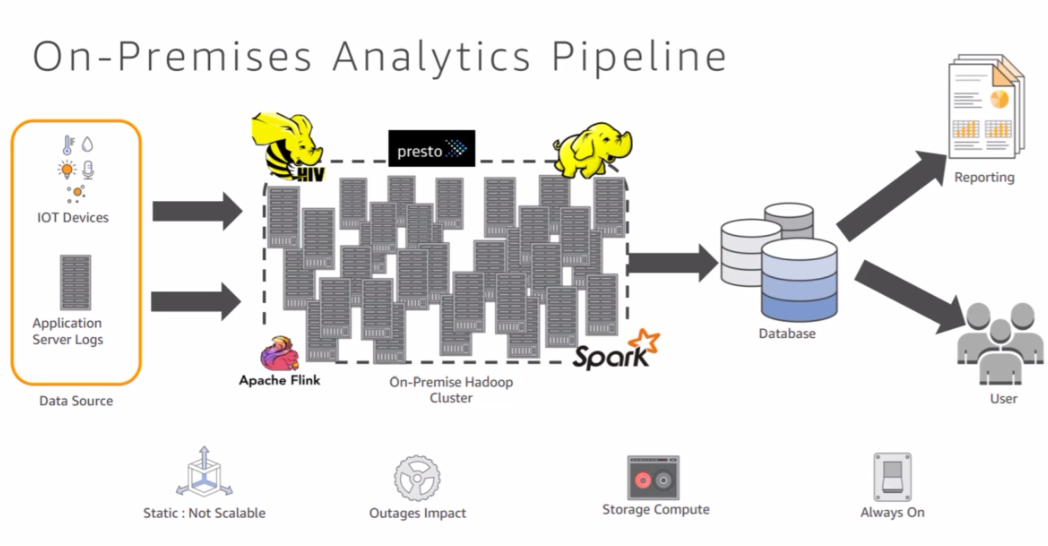 On-Premises Analytics Pipeline
IOT Devices
Application
Server Logs
Data Source
HIV
presto
Apache Flink
Spark
On-Premise Hadoop
Cluster
Database
Reporting
User
Static : Not Scalable
Outages Impact
Storage Compute
Always On